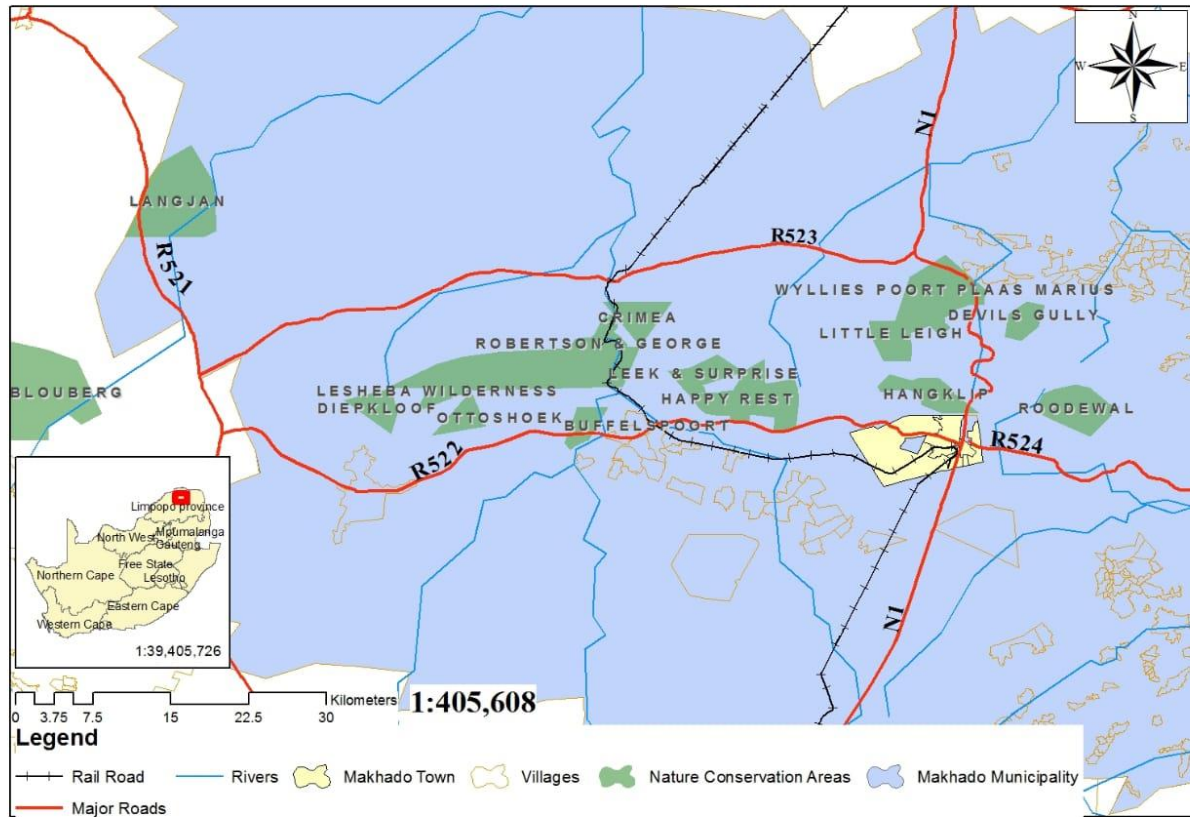 N
W E
S
N1
LANGJAN
R521
R523
WYLLIES POORT PLAAS MARIUS
CRIMEA
DEVILS GULLY
LITTLE LEIGH
ROBERTSON & GEORGE
LEEK & SURPRISE
BLOUBERG
LESHEBA WILDERNESS
HAPPY REST
HANGKLIP
DIEPKLOOF
OTTOSHOEK
ROODEWAL
BUFFELSPOORT
R522
R524
Limpopo province
North West
Mpumalanga
Gauteng
Free State
Northern Cape
Lesotho
Eastern Cape
Western Cape
1:39,405,726
N1
Kilometers
0 3.75 7.5 15 22.5 30
1:405,608
Legend
Rail Road Rivers Makhado Town Villages Nature Conservation Areas Makhado Municipality
Major Roads